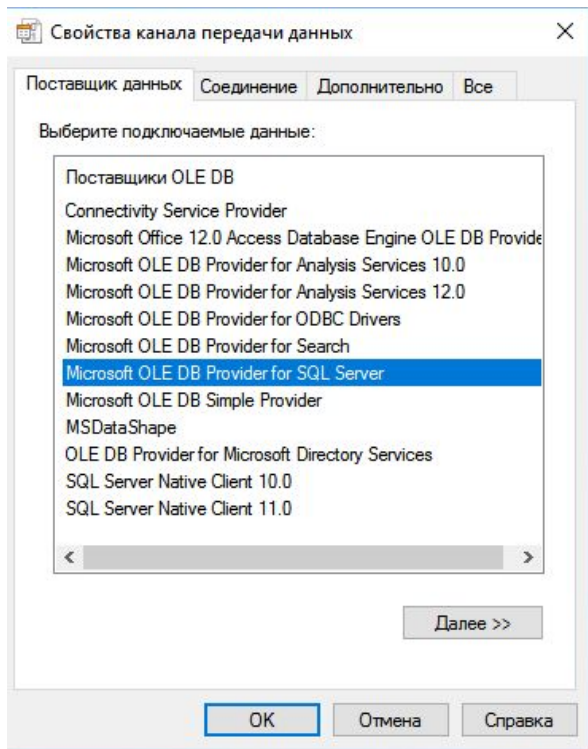 Свойства канала передачи данных
Поставщик данных Соединение Дополнительно Все
Выберите подключаемые данные:
Поставщики OLE DB
Connectivity Service Provider
Microsoft Office 12.0 Access Database Engine OLE DB Provide
Microsoft OLE DB Provider for Analysis Services 10.0
Microsoft OLE DB Provider for Analysis Services 12.0
Microsoft OLE DB Provider for ODBC Drivers
Microsoft OLE DB Provider for Search
Microsoft OLE DB Provider for SQL Server
Microsoft OLE DB Simple Provider
MSDataShape
OLE DB Provider for Microsoft Directory Services
SQL Server Native Client 10.0
SQL Server Native Client 11.0
Далее >>
OK Отмена Справка